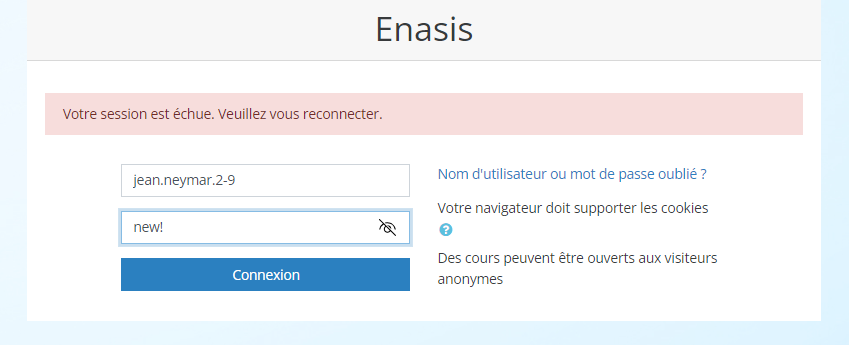 Enasis
Votre session est échue. Veuillez vous reconnecter.
jean.neymar.2-9
Nom d'utilisateur ou mot de passe oublié ?
new!
Votre navigateur doit supporter les cookies
?
Connexion
Des cours peuvent être ouverts aux visiteurs
anonymes